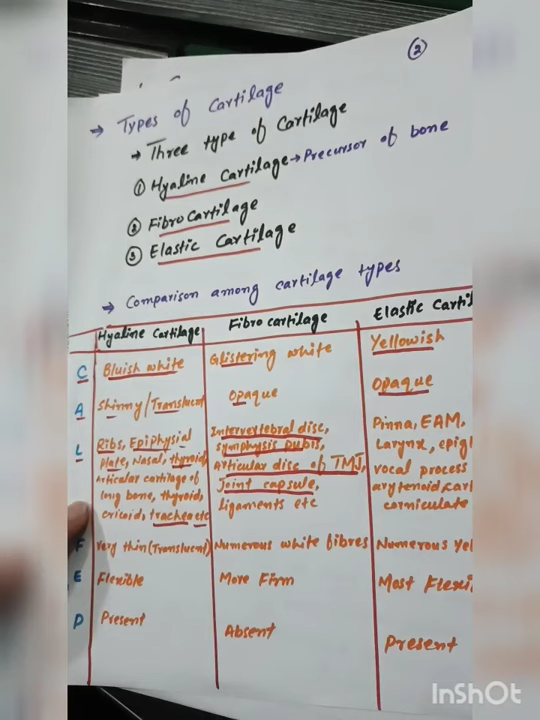 ②
→ Types of Cartilage
→ Three type of Cartilage
① Hyaline Cartilage → Precursor of bone
② Fibro Cartilage
③ Elastic Cartilage
→ Comparison among cartilage types
Hyaline Cartilage Fibro cartilage Elastic Cartil
C Bluish white Glistering white Yellowish
A Shinny/Translucent Opaque Opaque
L Ribs, Epiphysial Intervertebral disc, Pinna, EAM,
plate, Nasal, thyroid, symphysis pubis, Larynx, epigl
Articular cartilage of Articular disc of TMJ, vocal process
long bone, thyroid, Joint capsule, arytenoid, car
cricoid, trachea etc ligaments etc corniculate
F Very thin (Translucent) Numerous white fibres Numerous Yel
E Flexible More Firm Most Flexi
P Present Absent Present
InShOt